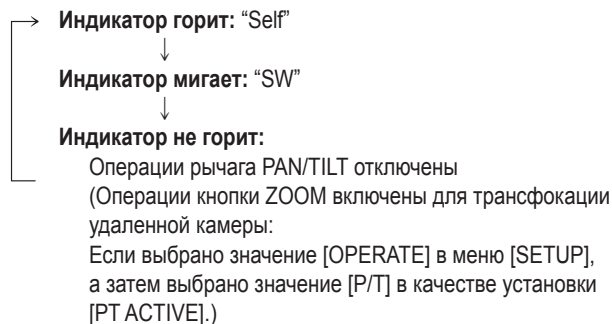 Индикатор горит: “Self”
Индикатор мигает: “SW”
Индикатор не горит:
Операции рычага PAN/TILT отключены
(Операции кнопки ZOOM включены для трансфокации
удаленной камеры:
Если выбрано значение [OPERATE] в меню [SETUP],
а затем выбрано значение [P/T] в качестве установки
[PT ACTIVE].)